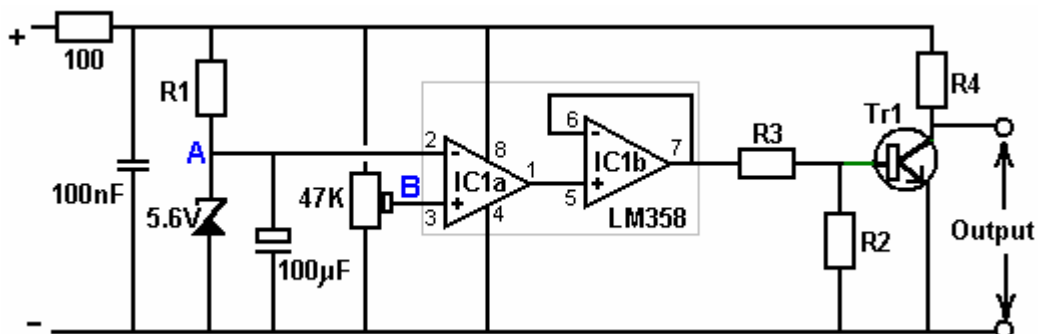 +
100
R1
R4
Tr1
A
2
8
6
7
R3
100nF
5.6V
47K
B
IC1a
1
IC1b
3
4
5
LM358
R2
Output
100µF
-
-
+
-
+